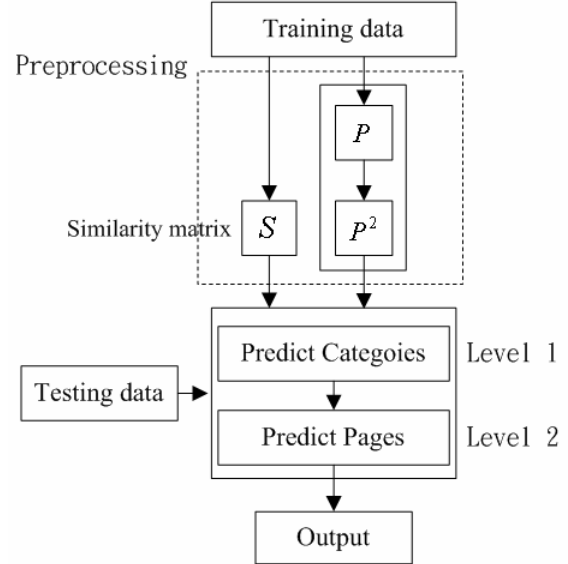 Training data
Preprocessing
P
Similarity matrix
S
P²
Predict Categoies
Level 1
Testing data
Predict Pages
Level 2
Output